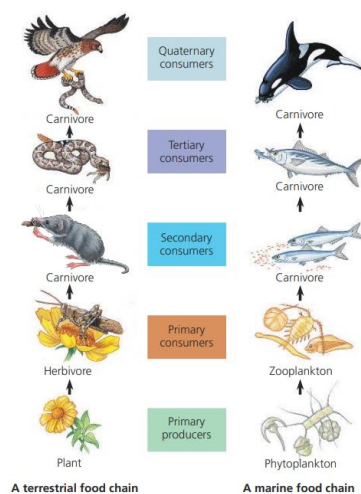 Quaternary
consumers
Carnivore
Carnivore
Tertiary
consumers
Carnivore
Carnivore
Secondary
consumers
Carnivore
Carnivore
Primary
consumers
Herbivore
Zooplankton
Primary
producers
Plant
Phytoplankton
A terrestrial food chain
A marine food chain